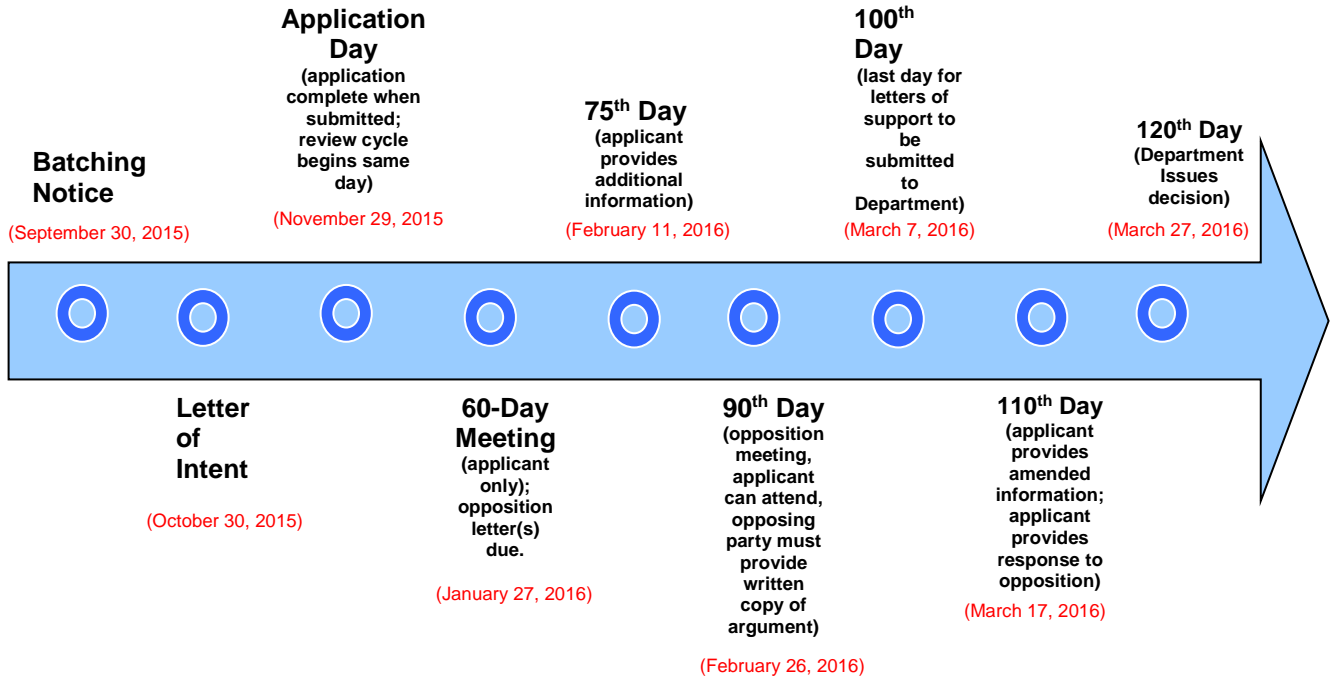 Batching
Notice
(September 30, 2015)
Letter
of
Intent
(October 30, 2015)
Application
Day
(application
complete when
submitted;
review cycle
begins same
day)
(November 29, 2015
60-Day
Meeting
(applicant
only);
opposition
letter(s)
due.
(January 27, 2016)
75th Day
(applicant
provides
additional
information)
(February 11, 2016)
90th Day
(opposition
meeting,
applicant
can attend,
opposing
party must
provide
written
copy of
argument)
(February 26, 2016)
100th
Day
(last day for
letters of
support to
be
submitted
to
Department)
(March 7, 2016)
110th Day
(applicant
provides
amended
information;
applicant
provides
response to
opposition)
(March 17, 2016)
120th Day
(Department
Issues
decision)
(March 27, 2016)